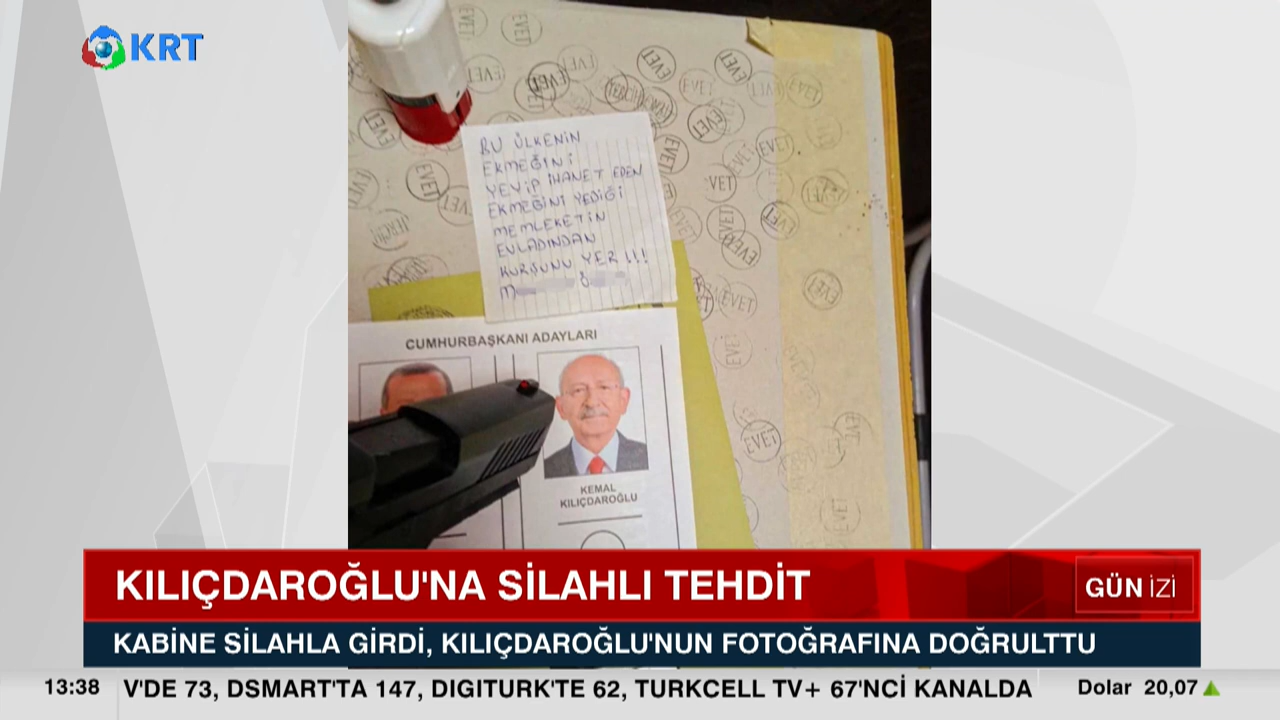 KRT
EVET
BU ÜLKENİN
EKMEĞİNİ
YEYİP İHANET EDEN
EKMEĞİNİ YEDİĞİ
MEMLEKETİN
EVLADINDAN
KURŞUNU YER !!!
CUMHURBAŞKANI ADAYLARI
KEMAL
KILIÇDAROĞLU
KILIÇDAROĞLU'NA SİLAHLI TEHDİT
GÜN İZİ
KABİNE SİLAHLA GİRDİ, KILIÇDAROĞLU'NUN FOTOĞRAFINA DOĞRULTTU
13:38 V'DE 73, DSMART'TA 147, DIGITURK'TE 62, TURKCELL TV+ 67'NCİ KANALDA Dolar 20,07